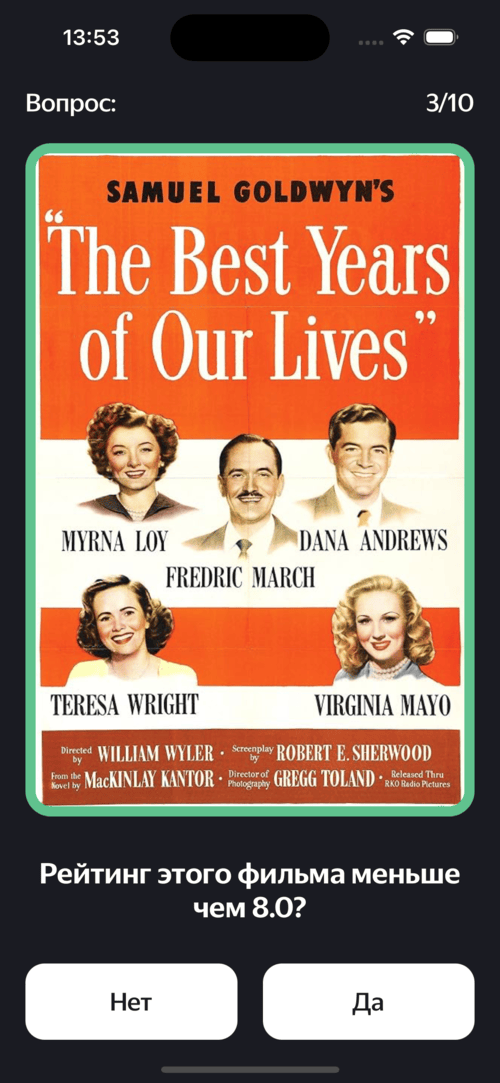 13:53
Вопрос: 3/10
SAMUEL GOLDWYN'S
“The Best Years
of Our Lives”
MYRNA LOY
DANA ANDREWS
FREDRIC MARCH
TERESA WRIGHT
VIRGINIA MAYO
Directed by WILLIAM WYLER · Screenplay by ROBERT E. SHERWOOD
From the Novel by MacKINLAY KANTOR · Director of Photography GREGG TOLAND · Released Thru RKO Radio Pictures
Рейтинг этого фильма меньше
чем 8.0?
Нет
Да